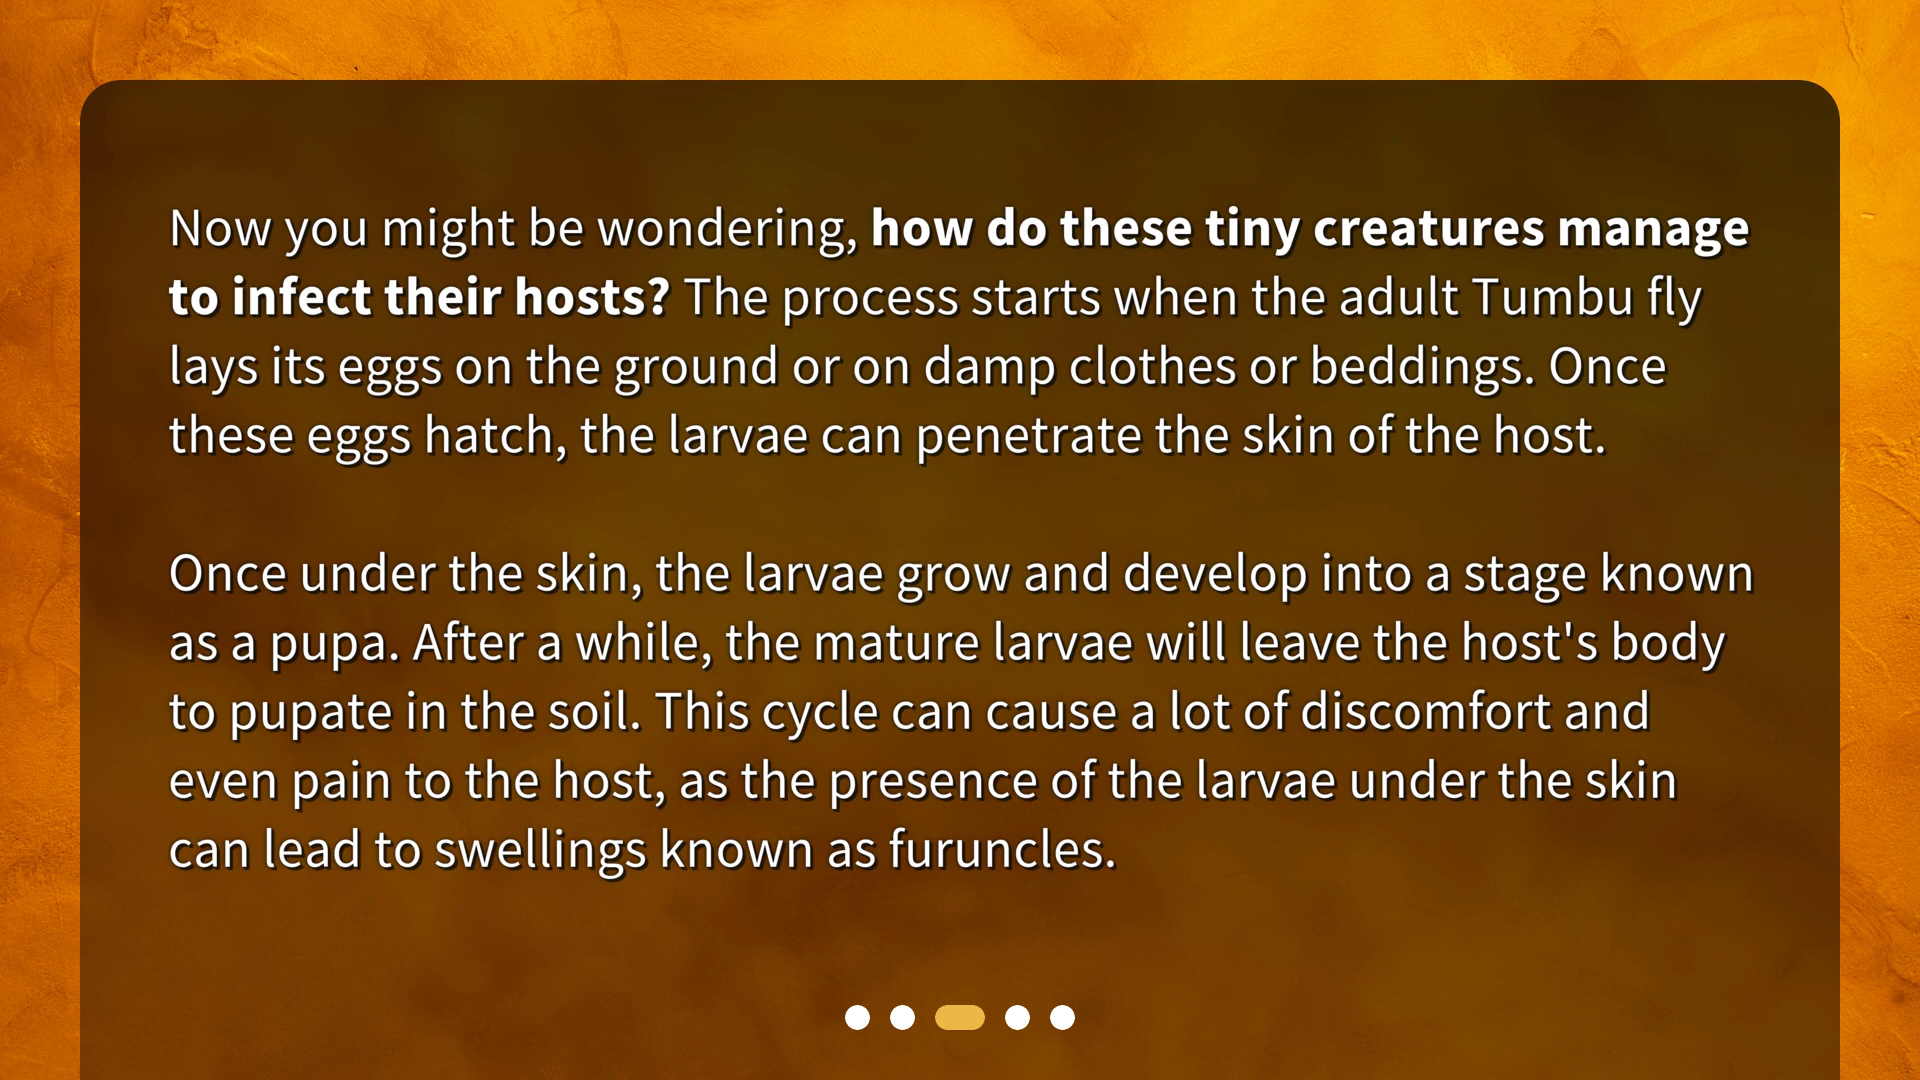 Now you might be wondering, how do these tiny creatures manage
to infect their hosts? The process starts when the adult Tumbu fly
lays its eggs on the ground or on damp clothes or beddings. Once
these eggs hatch, the larvae can penetrate the skin of the host.
Once under the skin, the larvae grow and develop into a stage known
as a pupa. After a while, the mature larvae will leave the host's body
to pupate in the soil. This cycle can cause a lot of discomfort and
even pain to the host, as the presence of the larvae under the skin
can lead to swellings known as furuncles.